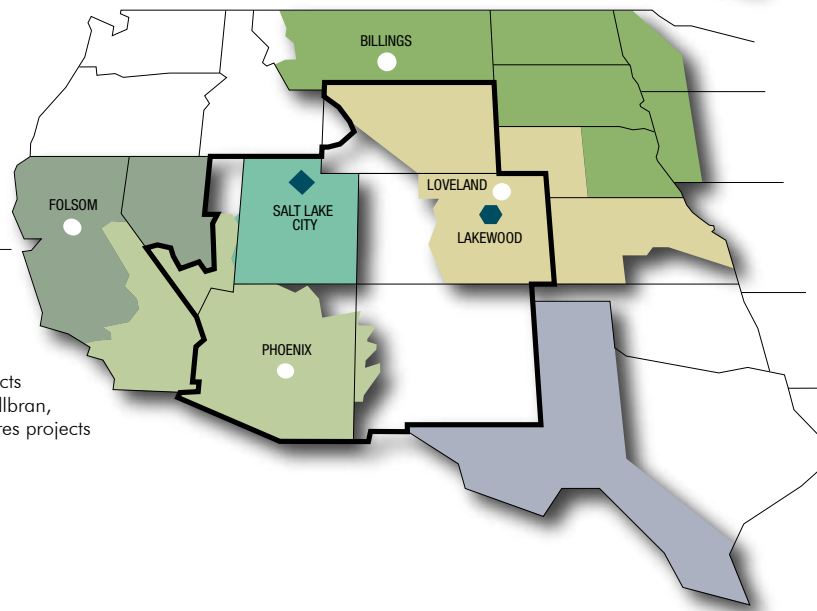 BILLINGS
LOVELAND
FOLSOM
SALT LAKE
CITY
LAKEWOOD
PHOENIX
cts
llbran,
res projects